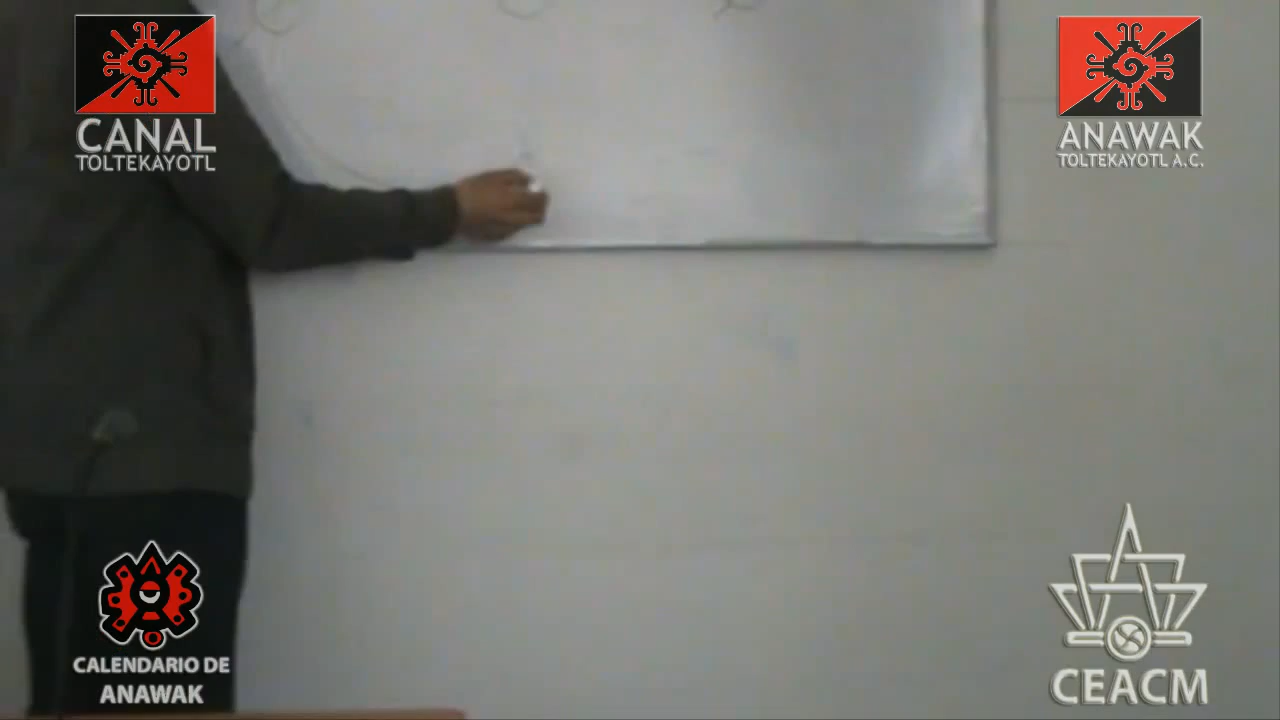 CANAL
TOLTEKAYOTL
ANAWAK
TOLTEKAYOTL A.C.
CALENDARIO DE
ANAWAK
CEACM